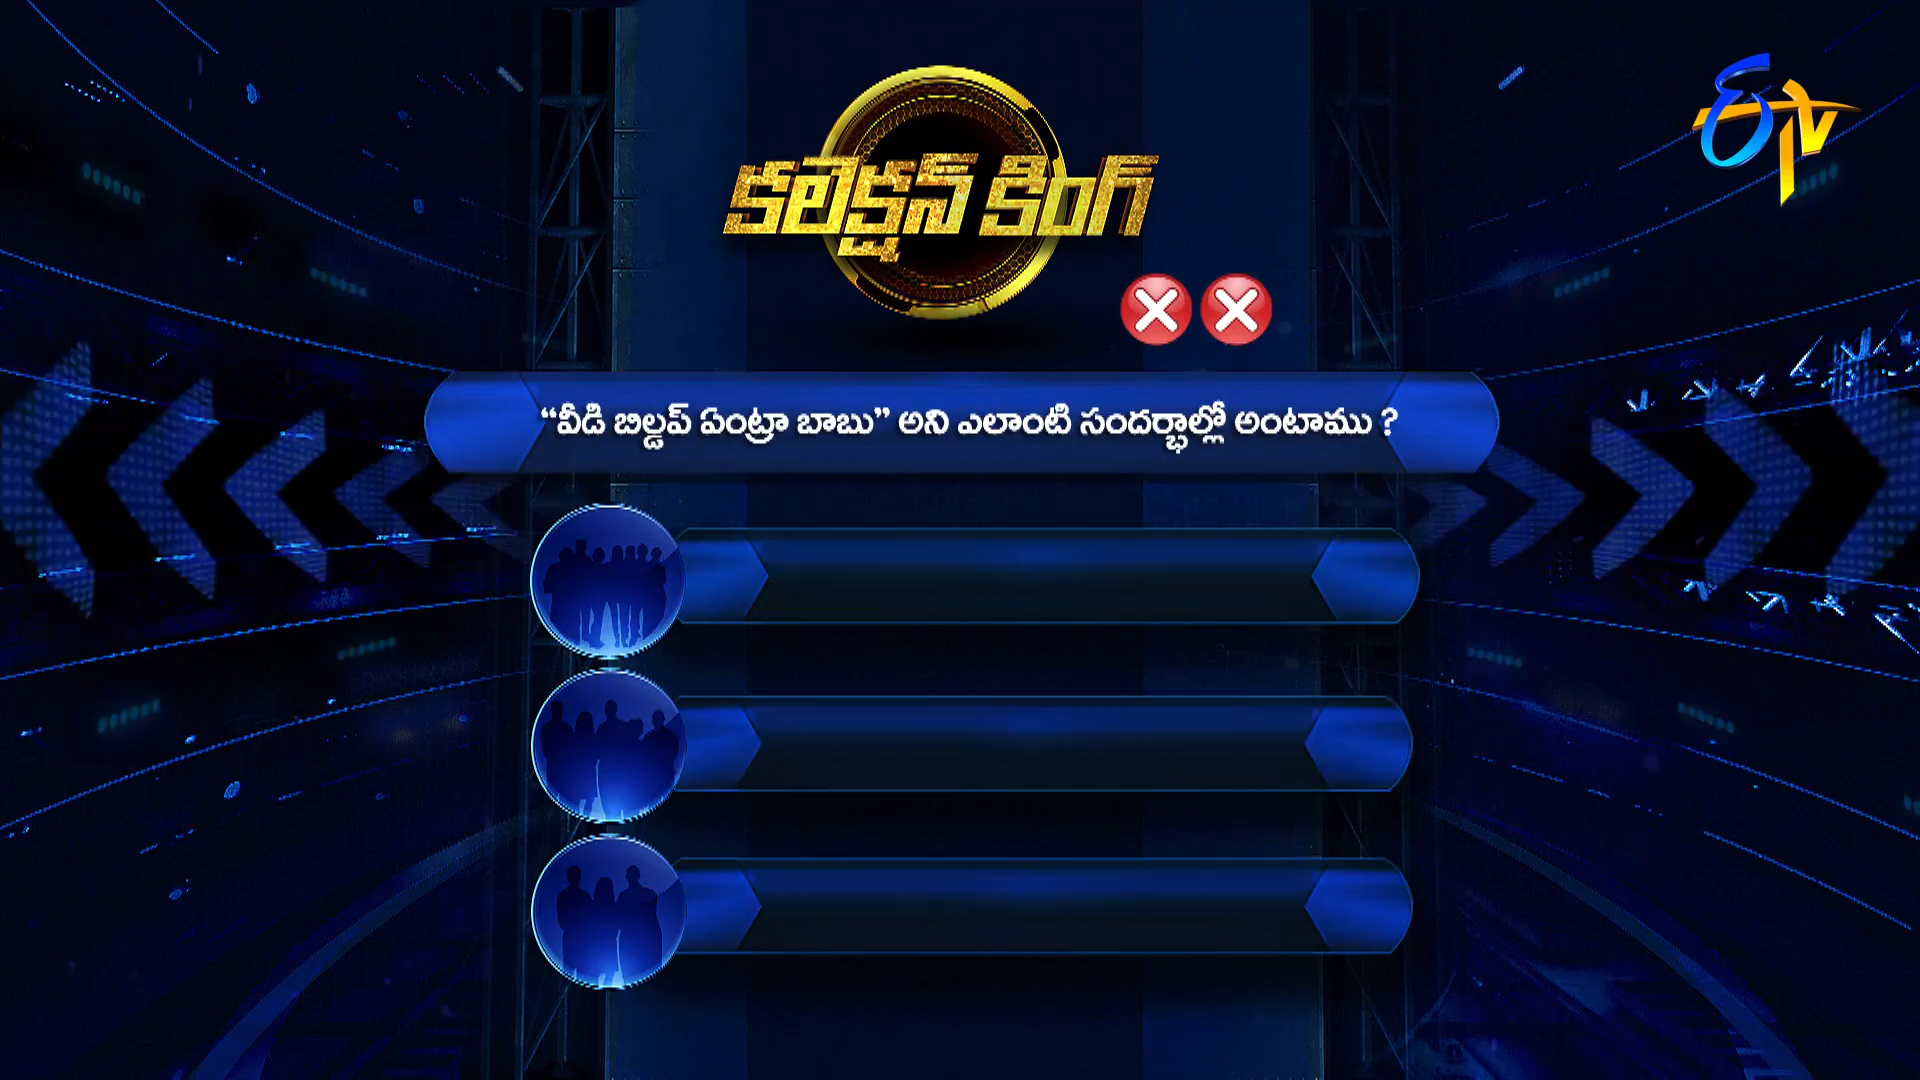 ETV
కలెక్షన్ కింగ్
“వీడి బిల్డప్ ఏంట్రా బాబు” అని ఎలాంటి సందర్భాల్లో అంటాము ?